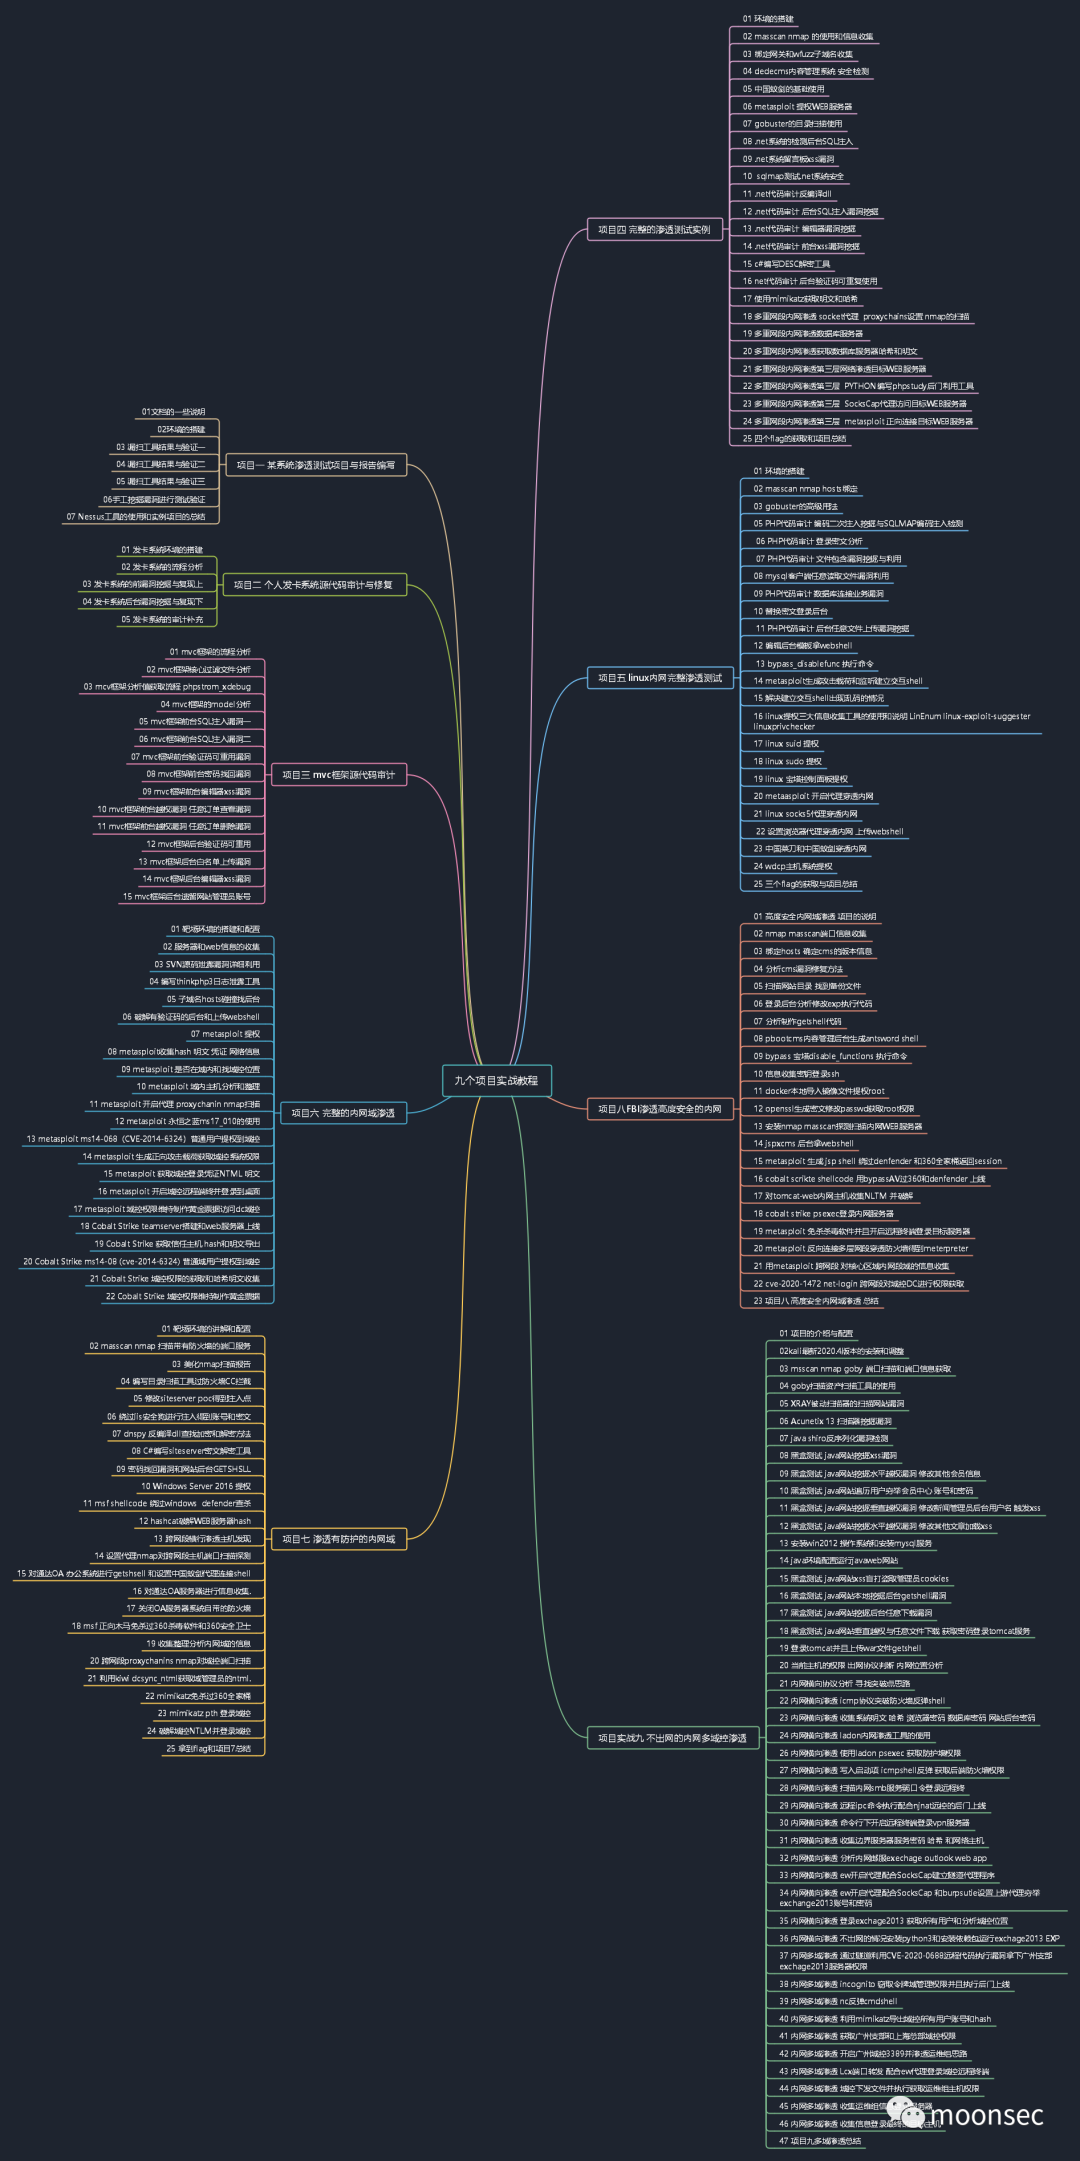 九个项目实战教程
项目一 某系统渗透测试项目与报告编写
01文档的一些说明
02环境的搭建
03 漏扫工具结果与验证一
04 漏扫工具结果与验证二
05 漏扫工具结果与验证三
06手工挖掘漏洞进行测试验证
07 Nessus工具的使用和实例项目的总结
项目二 个人发卡系统源代码审计与修复
01 发卡系统环境的搭建
02 发卡系统的流程分析
03 发卡系统的前漏洞挖掘与复现上
04 发卡系统后台漏洞挖掘与复现下
05 发卡系统的审计补充
项目三 mvc框架源代码审计
01 mvc框架的流程分析
02 mvc框架核心过滤文件分析
03 mcv框架分析偏获取流程 phpstrom_xdebug
04 mvc框架的model分析
05 mvc框架前台SQL注入漏洞一
06 mvc框架前台SQL注入漏洞二
07 mvc框架前台验证码可重用漏洞
08 mvc框架前台密码找回漏洞
09 mvc框架前台编辑器xss漏洞
10 mvc框架前台越权漏洞 任意订单查看漏洞
11 mvc框架前台越权漏洞 任意订单删除漏洞
12 mvc框架后台验证码可重用
13 mvc框架后台白名单上传漏洞
14 mvc框架后台编辑器xss漏洞
15 mvc框架后台遗留网站管理员账号
项目六 完整的内网域渗透
01 靶场环境的搭建和配置
02 服务器和web信息的收集
03 SVN源码泄露漏洞详细利用
04 编写thinkphp3日志泄露工具
05 子域名hosts碰撞找后台
06 破解有验证码的后台和上传webshell
07 metasploit 提权
08 metasploit收集hash 明文 凭证 网络信息
09 metasploit 是否在域内和找域控位置
10 metasploit 域内主机分析和整理
11 metasploit 开启代理 proxychanin nmap扫描
12 metasploit 永恒之蓝ms17_010的使用
13 metasploit ms14-068（CVE-2014-6324）普通用户提权到域控
14 metasploit 生成正向攻击载荷获取域控系统权限
15 metasploit 获取域控登录凭证NTML 明文
16 metasploit 开启域控远程端终并登录到桌面
17 metasploit 域控权限维持制作黄金票据访问dc域控
18 Cobalt Strike teamserver搭建和web服务器上线
19 Cobalt Strike 获取信任主机 hash和明文导出
20 Cobalt Strike ms14-08 (cve-2014-6324) 普通域用户提权到域控
21 Cobalt Strike 域控权限的获取和哈希明文收集
22 Cobalt Strike 域控权限维持制作黄金票据
项目七 渗透有防护的内网域
01 靶场环境的讲解和配置
02 masscan nmap 扫描带有防火墙的端口服务
03 美化nmap扫描报告
04 编写目录扫描工具过防火墙CC拦截
05 修改siteserver poc得到注入点
06 绕过iis安全狗进行注入得到账号和密文
07 dnspy 反编译dll查找加密和解密方法
08 C#编写siteserver密文解密工具
09 密码找回漏洞和网站后台GETSHSLL
10 Windows Server 2016 提权
11 msf shellcode 绕过windows defender查杀
12 hashcat破解WEB服务器hash
13 跨网段横行渗透主机发现
14 设置代理nmap对跨网段主机端口扫描探测
15 对通达OA 办公系统进行getshsell 和设置中国蚁剑代理连接shell
16 对通达OA服务器进行信息收集.
17 关闭OA服务器系统自带的防火墙
18 msf 正向木马免杀过360杀毒软件和360安全卫士
19 收集整理分析内网域的信息
20 跨网段proxychanins nmap对域控端口扫描
21 利用kiwi dcsync_ntml获取域管理员的ntml.
22 mimikatz免杀过360全家桶
23 mimikatz pth 登录域控
24 破解域控NTLM并登录域控
25 拿到flag和项目7总结
项目四 完整的渗透测试实例
01 环境的搭建
02 masscan nmap 的使用和信息收集
03 绑定网关和wfuzz子域名收集
04 dedecms内容管理系统 安全检测
05 中国蚁剑的基础使用
06 metasploit 提权WEB服务器
07 gobuster的目录扫描使用
08 .net系统的检测后台SQL注入
09 .net系统留言板xss漏洞
10 sqlmap测试.net系统安全
11 .net代码审计反编译dll
12 .net代码审计 后台SQL注入漏洞挖掘
13 .net代码审计 编辑器漏洞挖掘
14 .net代码审计 前台xss漏洞挖掘
15 c#编写DESC解密工具
16 net代码审计 后台验证码可重复使用
17 使用mimikatz获取明文和哈希
18 多重网段内网渗透 socket代理 proxychains设置 nmap的扫描
19 多重网段内网渗透数据库服务器
20 多重网段内网渗透获取数据库服务器哈希和明文
21 多重网段内网渗透第三层网络渗透目标WEB服务器
22 多重网段内网渗透第三层 PYTHON 编写phpstudy后门利用工具
23 多重网段内网渗透第三层 SocksCap代理访问目标WEB服务器
24 多重网段内网渗透第三层 metasploit 正向连接目标WEB服务器
25 四个flag的获取和项目总结
项目五 linux内网完整渗透测试
01 环境的搭建
02 masscan nmap hosts绑定
03 gobuster的高级用法
05 PHP代码审计 编码二次注入挖掘与SQLMAP编码注入检测
06 PHP代码审计 登录密文分析
07 PHP代码审计 文件包含漏洞挖掘与利用
08 mysql客户端任意读取文件漏洞利用
09 PHP代码审计 数据库连接业务漏洞
10 替换密文登录后台
11 PHP代码审计 后台任意文件上传漏洞挖掘
12 编辑后台模板拿webshell
13 bypass_disablefunc 执行命令
14 metasploit生成攻击载荷和监听建立交互shell
15 解决建立交互shell出现乱码的情况
16 linux提权三大信息收集工具的使用和说明 LinEnum linux-exploit-suggester
linuxprivchecker
17 linux suid 提权
18 linux sudo 提权
19 linux 宝塔控制面板提权
20 metaasploit 开启代理穿透内网
21 linux socks5代理穿透内网
22 设置浏览器代理穿透内网 上传webshell
23 中国菜刀和中国蚁剑穿透内网
24 wdcp主机系统提权
25 三个flag的获取与项目总结
项目八FBI渗透高度安全的内网
01 高度安全内网域渗透 项目的说明
02 nmap masscan端口信息收集
03 绑定hosts 确定cms的版本信息
04 分析cms漏洞修复方法
05 扫描网站目录 找到备份文件
06 登录后台分析修改exp执行代码
07 分析制作getshell代码
08 pbootcms内容管理后台生成antsword shell
09 bypass 宝塔disable_functions 执行命令
10 信息收集密钥登录ssh
11 docker本地导入镜像文件提权root
12 openssl生成密文修改passwd获取root权限
13 安装nmap masscan探测扫描内网WEB服务器
14 jspxcms 后台拿webshell
15 metasploit 生成 jsp shell 绕过denfender 和360全家桶返回session
16 cobalt scrikte shellcode 用bypassAV过360和denfender 上线
17 对tomcat-web内网主机收集NLTM 并破解
18 cobalt strike psexec登录内网服务器
19 metasploit 免杀杀毒软件并且开启远程终端登录目标服务器
20 metasploit 反向连接多层网段穿透防火墙得到meterpreter
21 用metasploit 跨网段 对核心区域内网段域的信息收集
22 cve-2020-1472 net-login 跨网段对域控DC进行权限获取
23 项目八 高度安全内网域渗透 总结
项目实战九 不出网的内网多域控渗透
01 项目的介绍与配置
02kali最新2020.4版本的安装和调整
03 msscan nmap goby 端口扫描和端口信息获取
04 goby扫描资产扫描工具的使用
05 XRAY被动扫描器的扫描网站漏洞
06 Acunetix 13 扫描器挖掘漏洞
07 java shiro反序列化漏洞检测
08 黑盒测试 java网站挖掘xss漏洞
09 黑盒测试 java网站挖掘水平越权漏洞 修改其他会员信息
10 黑盒测试 java网站遍历用户穷举会员中心 账号和密码
11 黑盒测试 java网站挖掘垂直越权漏洞 修改新闻管理员后台用户名 触发xss
12 黑盒测试 java网站挖掘水平越权漏洞 修改其他文章加载xss
13 安装win2012 操作系统和安装mysql服务
14 java环境配置运行javaweb网站
15 黑盒测试 java网站xss盲打盗取管理员cookies
16 黑盒测试 java网站本地挖掘后台getshell漏洞
17 黑盒测试 java网站挖掘后台任意下载漏洞
18 黑盒测试 java网站垂直越权与任意文件下载 获取密码登录tomcat服务
19 登录tomcat并且上传war文件getshell
20 当前主机的权限 出网协议判断 内网位置分析
21 内网横向协议分析 寻找突破点思路
22 内网横向渗透 icmp协议突破防火墙反弹shell
23 内网横向渗透 收集系统明文 哈希 浏览器密码 数据库密码 网站后台密码
24 内网横向渗透 ladon内网渗透工具的使用
26 内网横向渗透 使用ladon psexec 获取防护墙权限
27 内网横向渗透 写入启动项 icmpshell反弹 获取后端防火墙权限
28 内网横向渗透 扫描内网smb服务弱口令登录远程终
29 内网横向渗透 远程ipc命令执行配合njnat远控的后门上线
30 内网横向渗透 命令行下开启远程终端登录vpn服务器
31 内网横向渗透 收集边界服务器服务密码 哈希 和网络主机
32 内网横向渗透 分析内网邮服exechage outlook web app
33 内网横向渗透 ew开启代理配合SocksCap建立隧道代理程序
34 内网横向渗透 ew开启代理配合SocksCap 和burpsutie设置上游代理穷举
exchange2013账号和密码
35 内网横向渗透 登录exchage2013 获取所有用户和分析域控位置
36 内网横向渗透 不出网的情况安装python3和安装依赖包运行exchage2013 EXP
37 内网多域渗透 通过隧道利用CVE-2020-0688远程代码执行漏洞拿下广州支部
exchage2013服务器权限
38 内网多域渗透 incognito 窃取令牌域管理权限并且执行后门上线
39 内网多域渗透 nc反弹cmdshell
40 内网多域渗透 利用mimikatz导出域控所有用户账号和hash
41 内网多域渗透 获取广州支部和上海总部域控权限
42 内网多域渗透 开启广州域控3389并渗透运维组思路
43 内网多域渗透 Lcx端口转发 配合ew代理登录域控远程终端
44 内网多域渗透 域控下发文件并执行获取运维组主机权限
45 内网多域渗透 收集运维组信 服务器
46 内网多域渗透 收集信息登录最终 主机
47 项目九多域渗透总结
moonsec